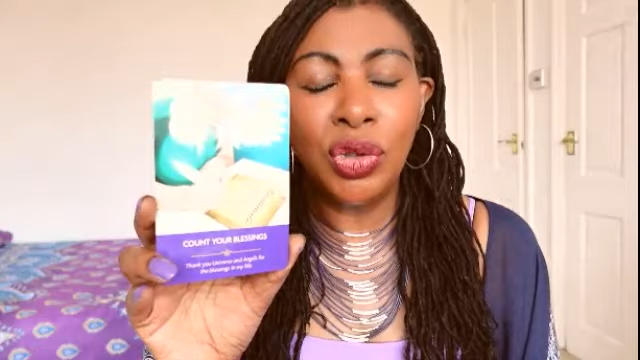 COUNT YOUR BLESSINGS
Thank you Universe and Angels for
the blessings in my life.